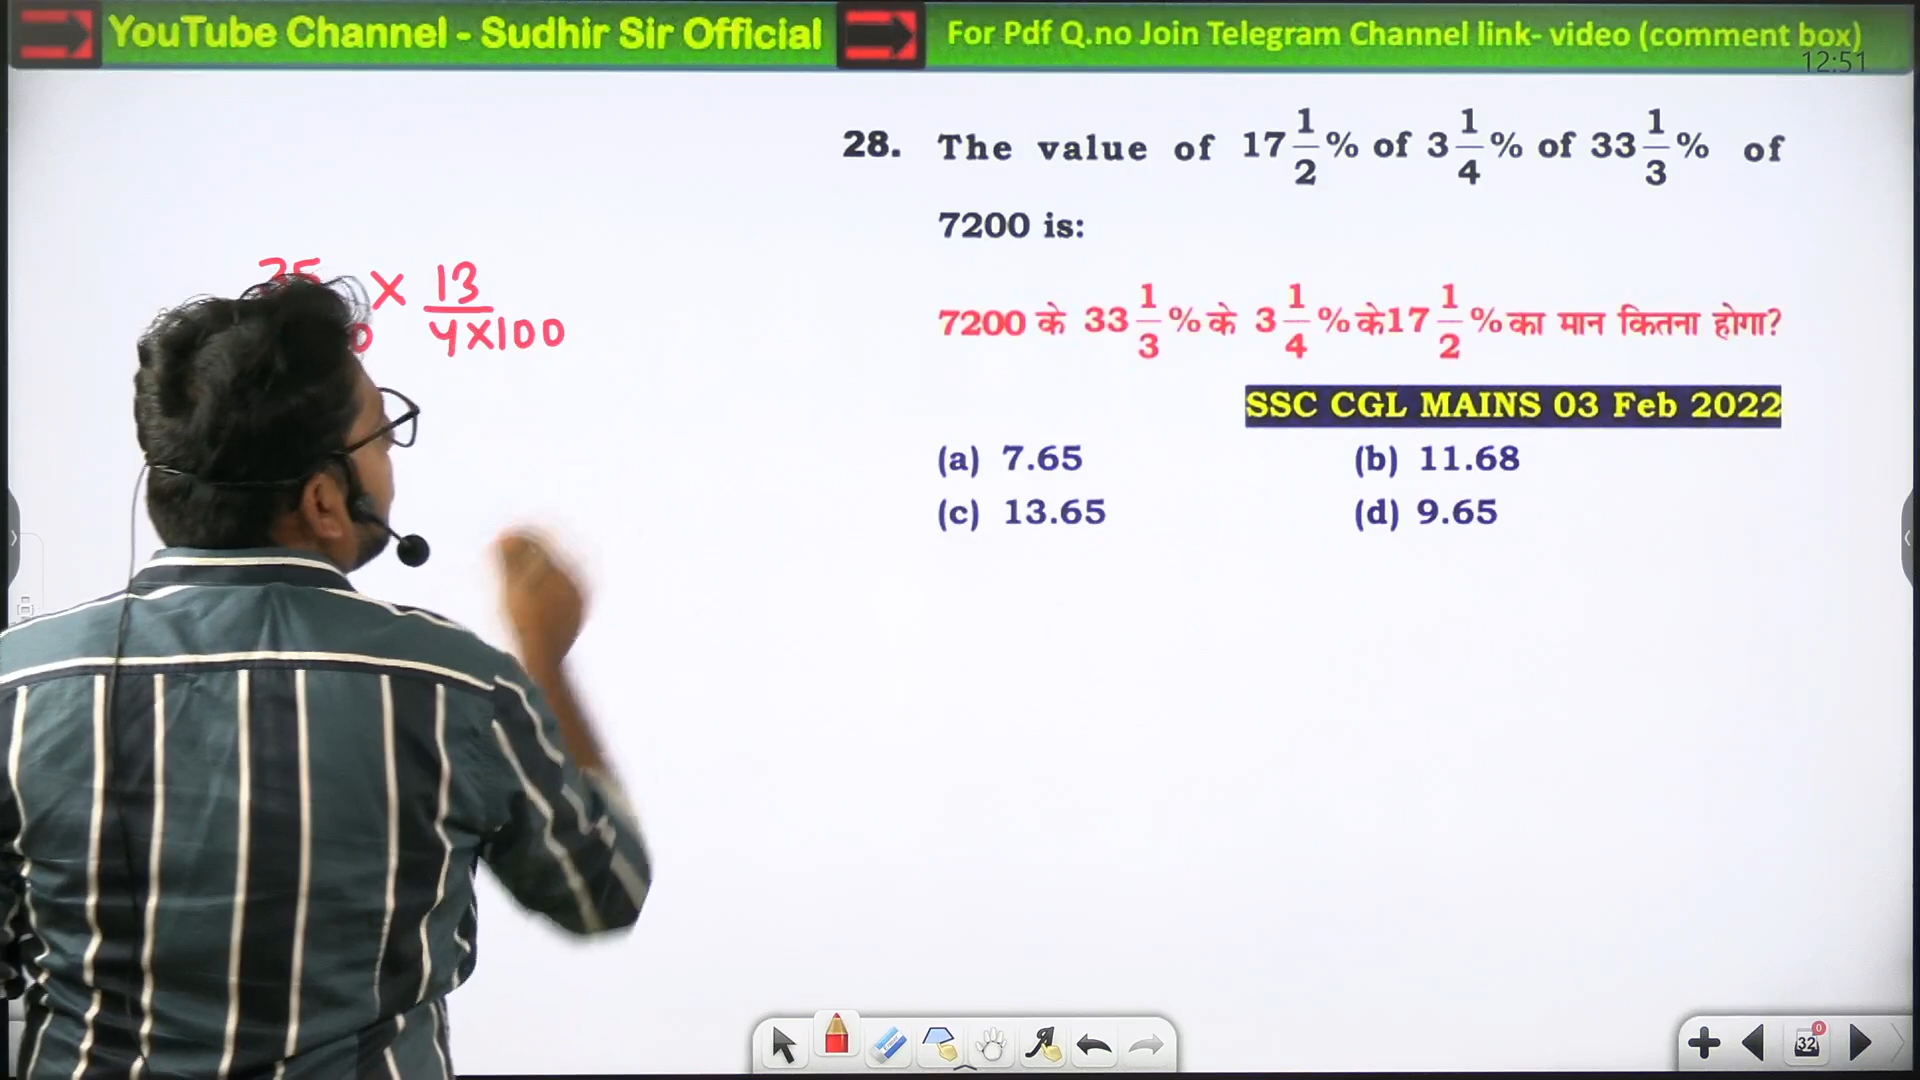 YouTube Channel - Sudhir Sir Official
For Pdf Q.no Join Telegram Channel link- video (comment box)
12:51
28. The value of 17 1/2 % of 3 1/4 % of 33 1/3 % of
7200 is:
7200 के 33 1/3 % के 3 1/4 % के 17 1/2 % का मान कितना होगा?
SSC CGL MAINS 03 Feb 2022
(a) 7.65 (b) 11.68
(c) 13.65 (d) 9.65
× 13
4×100
32
0